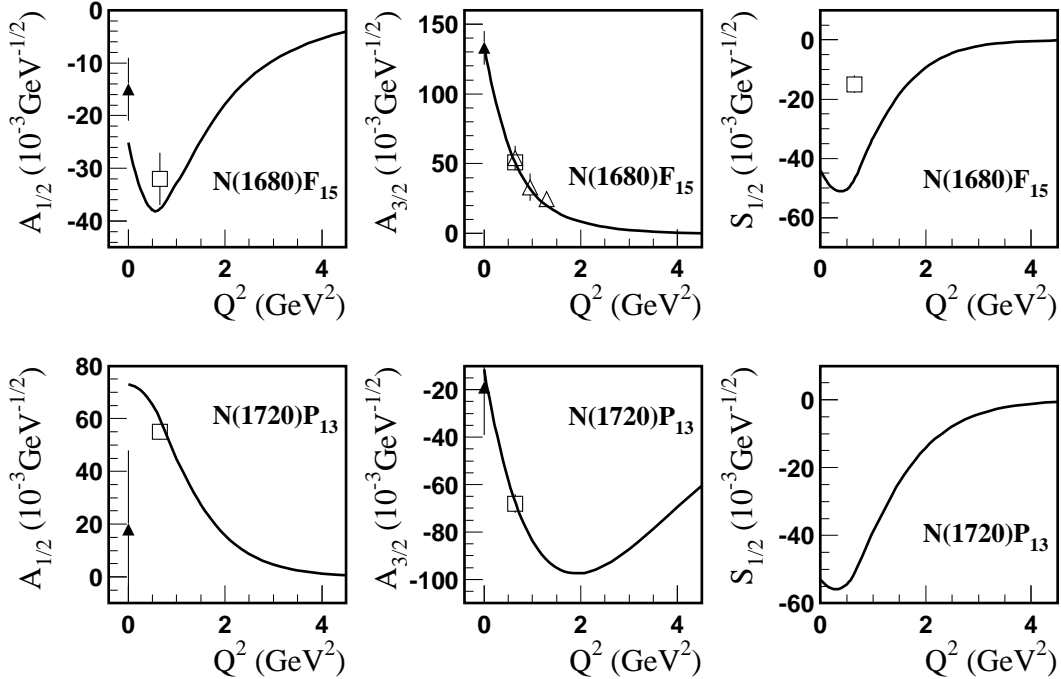 A1/2 (10-3GeV-1/2)
0
-10
-20
-30
-40
N(1680)F15
0 2 4
Q2 (GeV2)
A3/2 (10-3GeV-1/2)
150
100
50
0
N(1680)F15
0 2 4
Q2 (GeV2)
S1/2 (10-3GeV-1/2)
0
-20
-40
-60
N(1680)F15
0 2 4
Q2 (GeV2)
A1/2 (10-3GeV-1/2)
80
60
40
20
0
N(1720)P13
0 2 4
Q2 (GeV2)
A3/2 (10-3GeV-1/2)
-20
-40
-60
-80
-100
N(1720)P13
0 2 4
Q2 (GeV2)
S1/2 (10-3GeV-1/2)
0
-20
-40
-60
N(1720)P13
0 2 4
Q2 (GeV2)